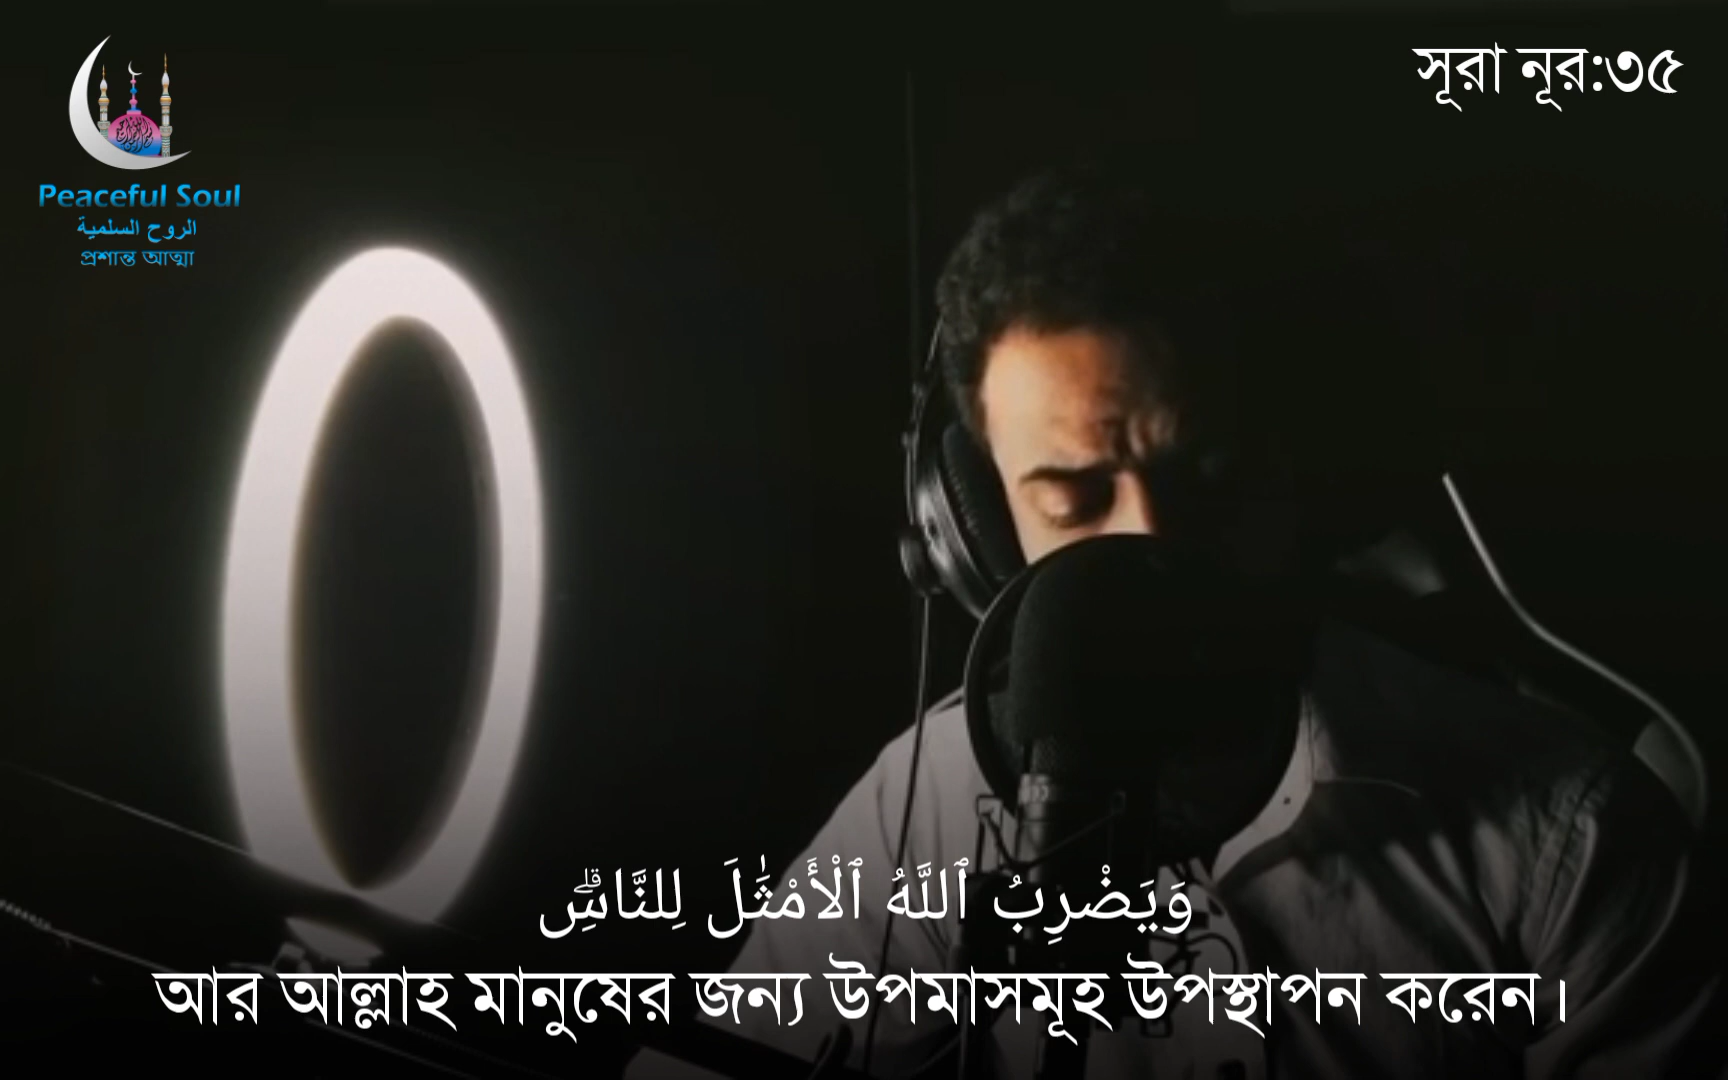 সূরা নূর:৩৫
Peaceful Soul
الروح السلمية
প্রশান্ত আত্মা
وَيَضْرِبُ ٱللَّهُ ٱلْأَمْثَٰلَ لِلنَّاسِۗ
আর আল্লাহ মানুষের জন্য উপমাসমূহ উপস্থাপন করেন।